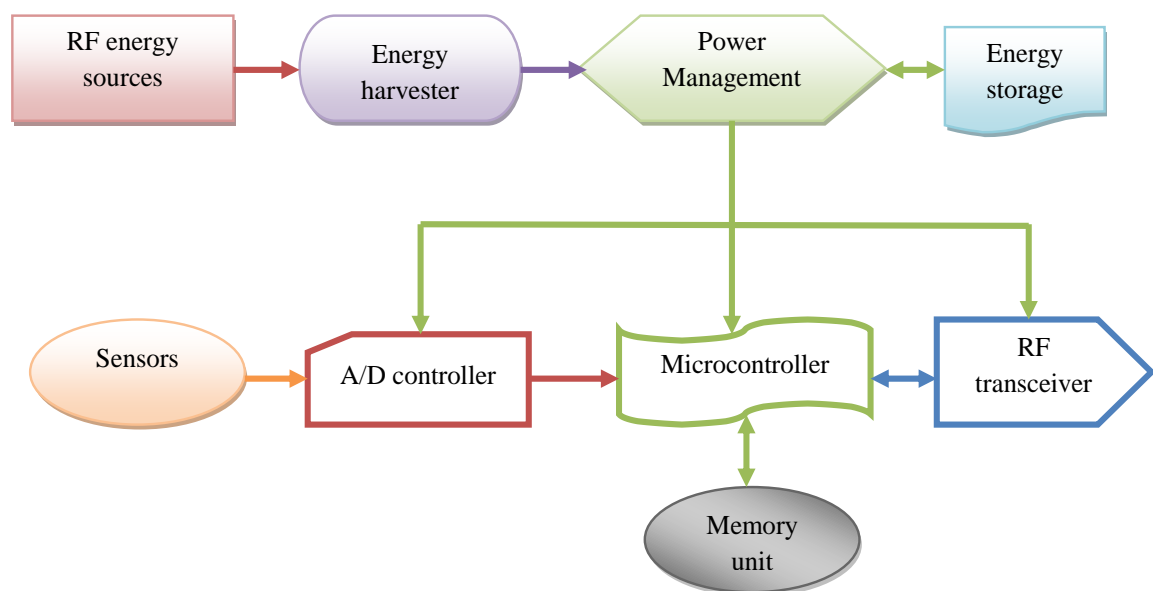 RF energy
sources
Energy
harvester
Power
Management
Energy
storage
Sensors
A/D controller
Microcontroller
RF
transceiver
Memory
unit